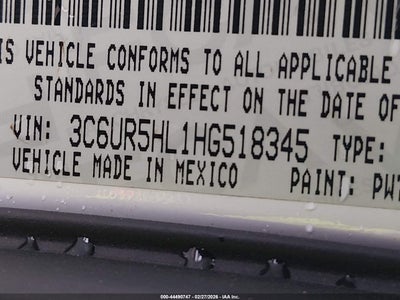 IS VEHICLE CONFORMS TO ALL APPLICABLE
STANDARDS IN EFFECT ON THE DATE OF
VIN: 3C6UR5HL1HG518345 TYPE:
VEHICLE MADE IN MEXICO PAINT: PW7
000-44490747 - 02/27/2026 - IAA Inc.